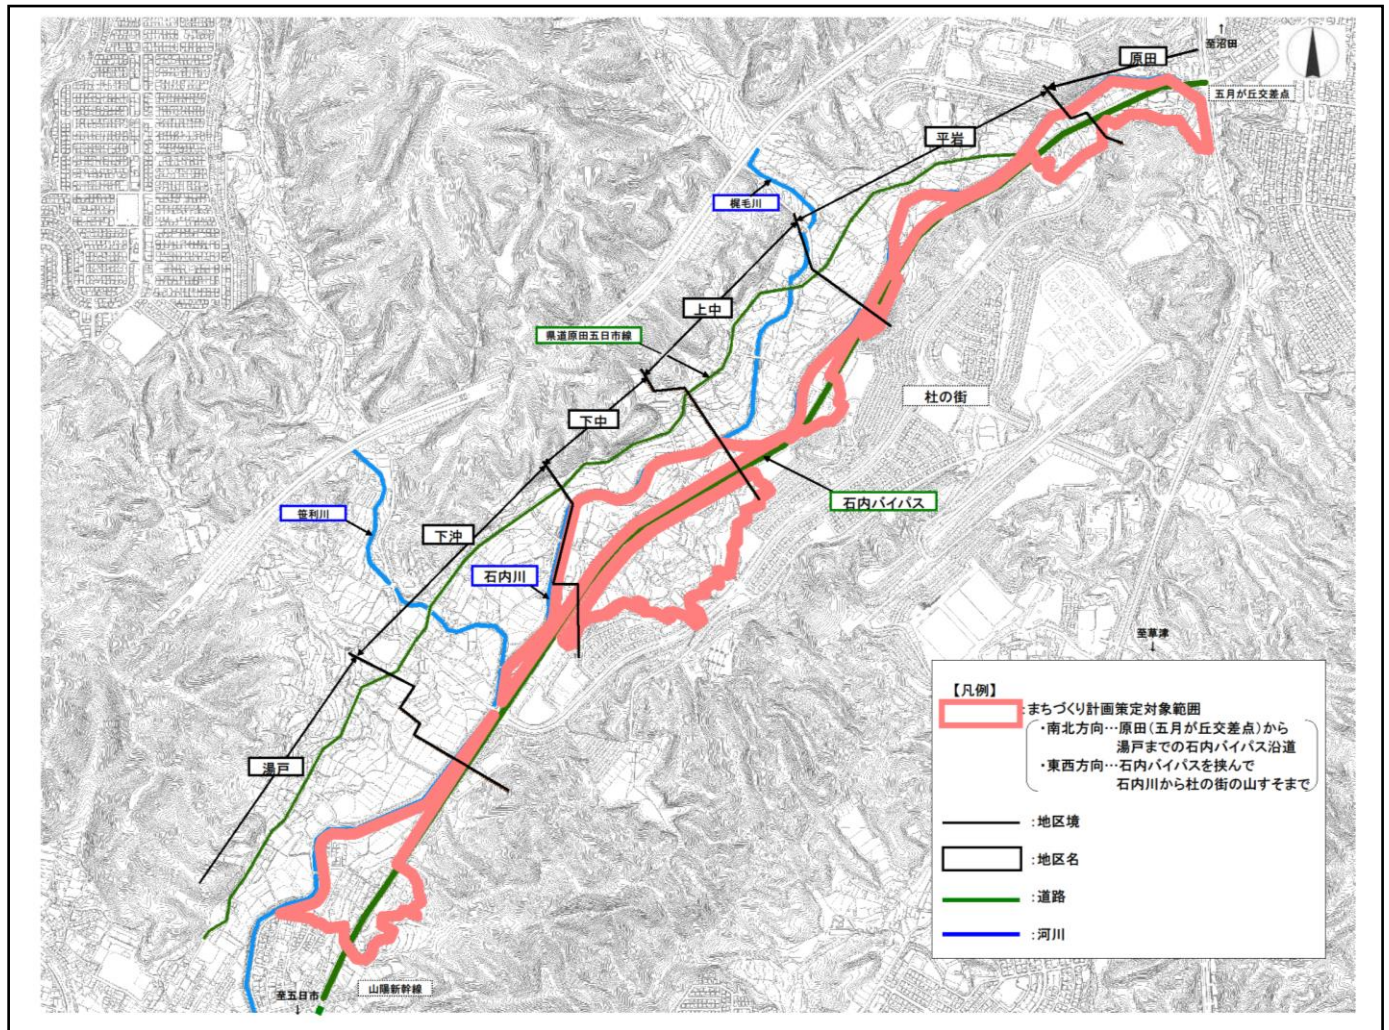 至沼田
↑
原田
五月が丘交差点
平岩
梶毛川
上中
県道原田五日市線
杜の街
下中
石内バイパス
笹利川
下沖
石内川
至草津
↓
湯戸
至五日市
↓
山陽新幹線
【凡例】
:まちづくり計画策定対象範囲
・南北方向…原田(五月が丘交差点)から
湯戸までの石内バイパス沿道
・東西方向…石内バイパスを挟んで
石内川から杜の街の山すそまで
:地区境
:地区名
:道路
:河川